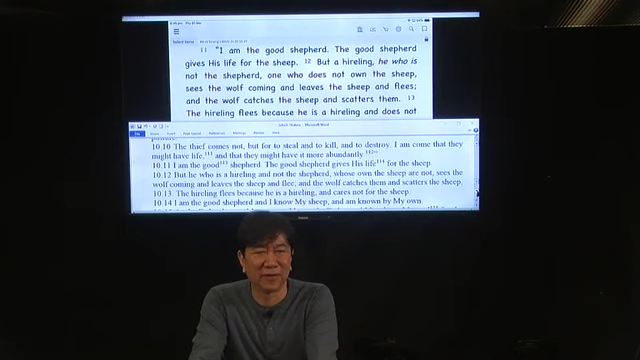 11 "I am the good shepherd. The good shepherd
gives His life for the sheep. 12 But a hireling, he who is
not the shepherd, one who does not own the sheep,
sees the wolf coming and leaves the sheep and flees;
and the wolf catches the sheep and scatters them. 13
The hireling flees because he is a hireling and does not
Microsoft Word
10.10 The thief comes not, but for to steal and to kill, and to destroy. I am come that they
might have life, and that they might have it more abundantly.
10.11 I am the good shepherd. The good shepherd gives His life for the sheep.
10.12 But he who is a hireling and not the shepherd, whose own the sheep are not, sees the
wolf coming and leaves the sheep and flee, and the wolf catches them and scatters the sheep.
10.13. The hireling flees because he is a hireling, and cares not for the sheep.
10.14 I am the good shepherd and I know My sheep, and am known by My own.